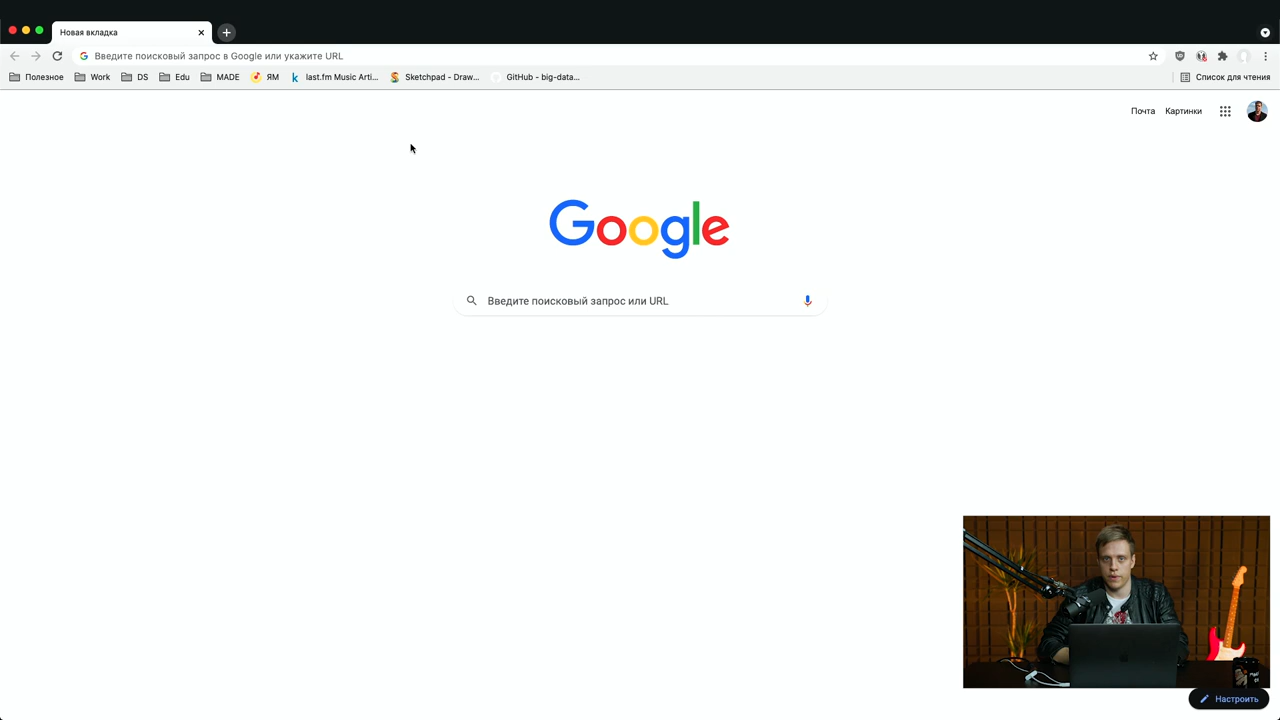 Новая вкладка
Введите поисковый запрос в Google или укажите URL
Полезное Work DS Edu MADE ЯМ last.fm Music Arti... Sketchpad - Draw... GitHub - big-data... Список для чтения
Почта Картинки
Google
Введите поисковый запрос или URL
Настроить